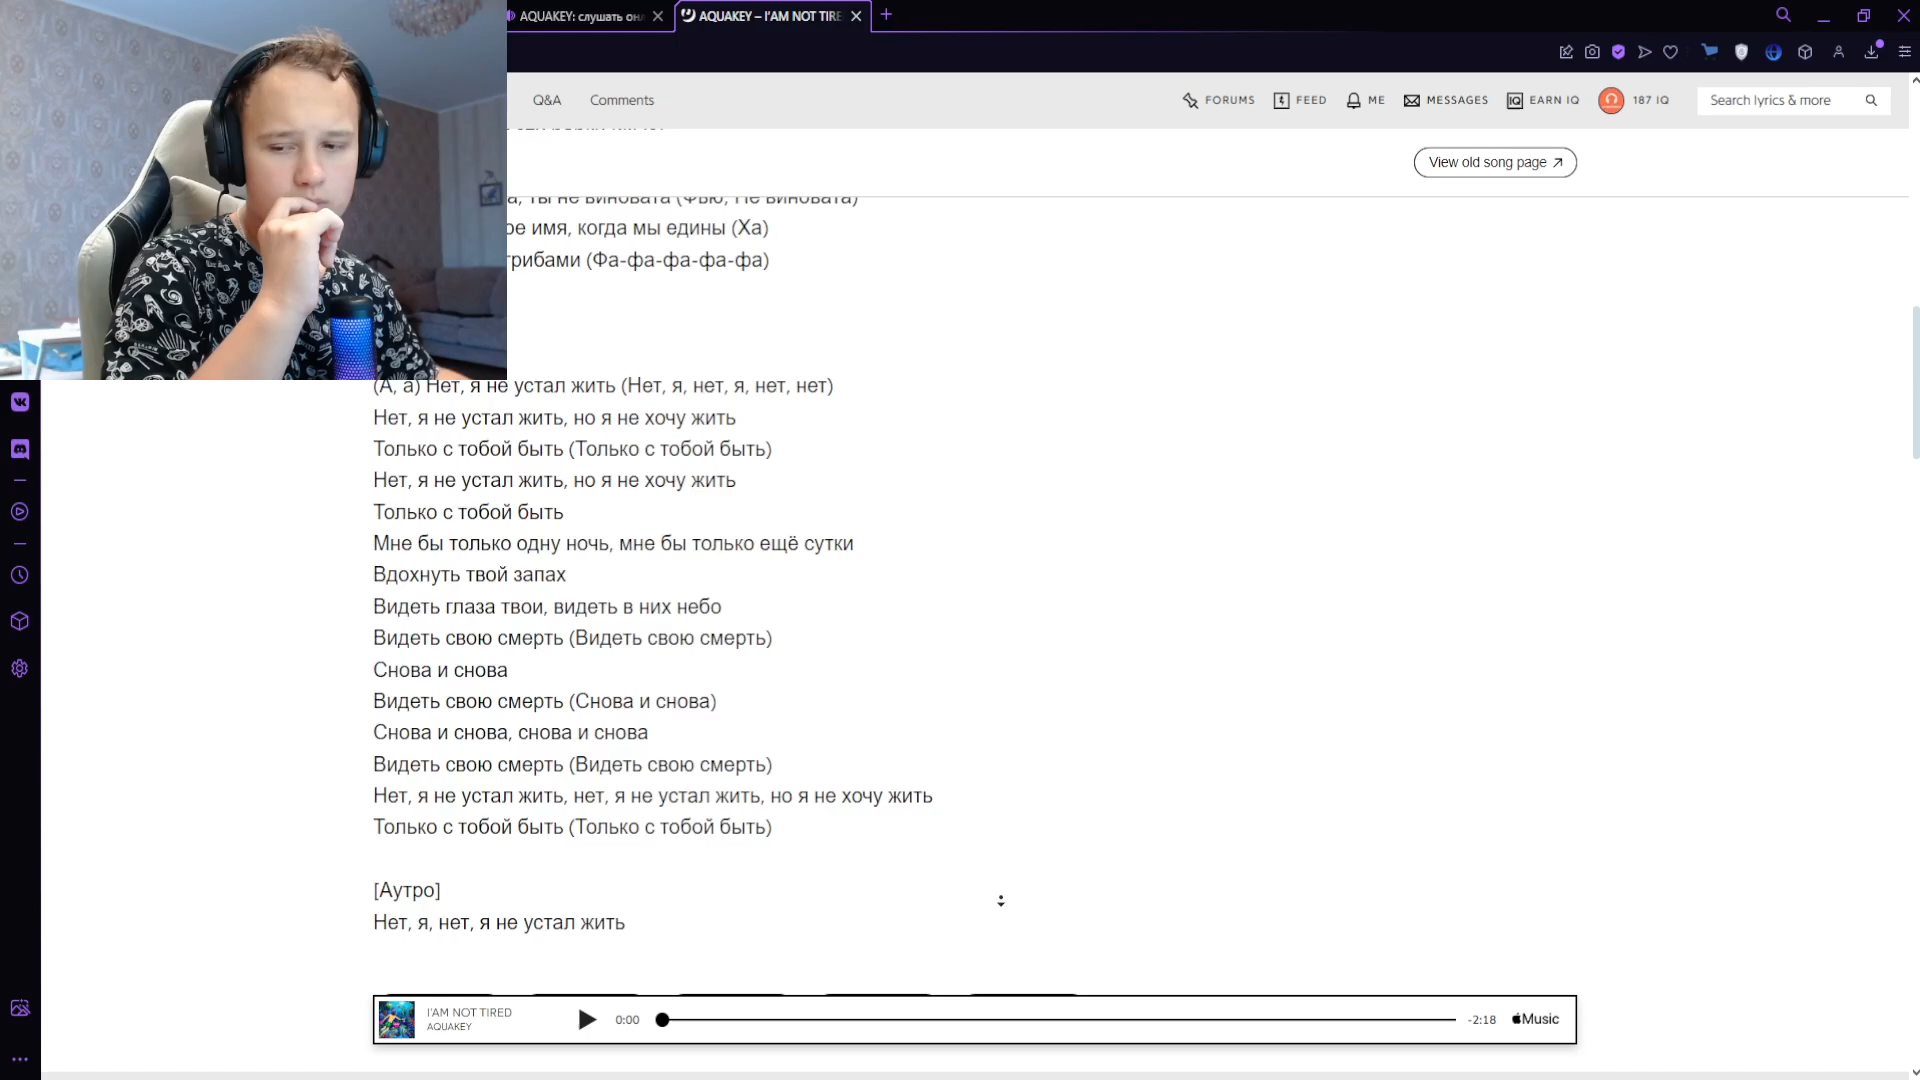 AQUAKEY: слушать онл
AQUAKEY – I'AM NOT TIRE
Q&A
Comments
FORUMS
FEED
ME
MESSAGES
EARN IQ
187 IQ
Search lyrics & more
View old song page
а, ты не виновата (Фью, Не виновата)
ое имя, когда мы едины (Ха)
грибами (Фа-фа-фа-фа-фа)
(А, а) Нет, я не устал жить (Нет, я, нет, я, нет, нет)
Нет, я не устал жить, но я не хочу жить
Только с тобой быть (Только с тобой быть)
Нет, я не устал жить, но я не хочу жить
Только с тобой быть
Мне бы только одну ночь, мне бы только ещё сутки
Вдохнуть твой запах
Видеть глаза твои, видеть в них небо
Видеть свою смерть (Видеть свою смерть)
Снова и снова
Видеть свою смерть (Снова и снова)
Снова и снова, снова и снова
Видеть свою смерть (Видеть свою смерть)
Нет, я не устал жить, нет, я не устал жить, но я не хочу жить
Только с тобой быть (Только с тобой быть)
[Аутро]
Нет, я, нет, я не устал жить
I'AM NOT TIRED
AQUAKEY
0:00
-2:18
Music